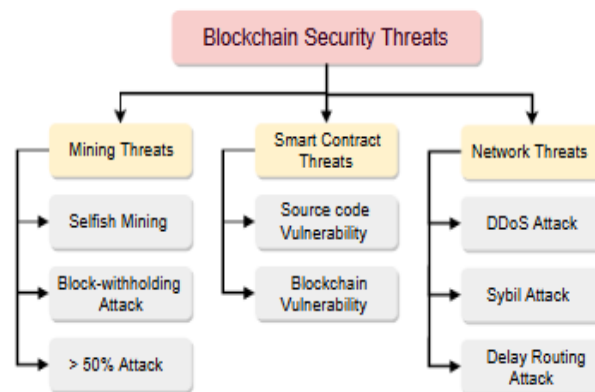 Blockchain Security Threats
Mining Threats
Selfish Mining
Block-withholding
Attack
> 50% Attack
Smart Contract
Threats
Source code
Vulnerability
Blockchain
Vulnerability
Network Threats
DDoS Attack
Sybil Attack
Delay Routing
Attack